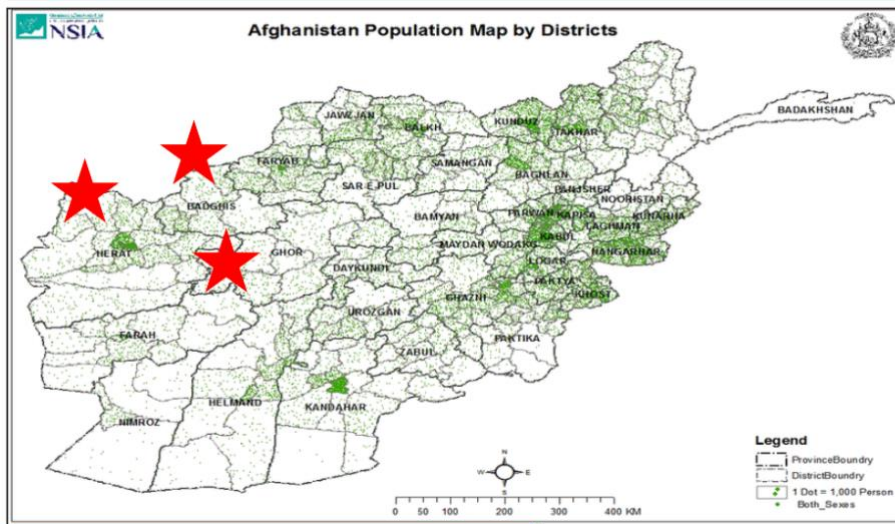 NSIA
Afghanistan Population Map by Districts
BADAKHSHAN
JAWZJAN
BALKH
KUNDUZ
TAKHAR
FARYAB
SAMANGAN
BAGHLAN
SAR-E-PUL
PANJSHER
NOORISTAN
BADGHIS
BAMYAN
PARWAN
KAPISA
KUNARHA
LAGHMAN
HERAT
GHOR
MAYDAN WODAKG
KABUL
NANGARHAR
DAYKUNDI
LOGAR
PAKTYA
GHAZNI
KHOST
UROZGAN
FARAH
ZABUL
PAKTIKA
HELMAND
KANDAHAR
NIMROZ
N
W E
S
0 50 100 200 300 400 KM
Legend
ProvinceBoundry
DistrictBoundry
1 Dot = 1,000 Person
Both_Sexes